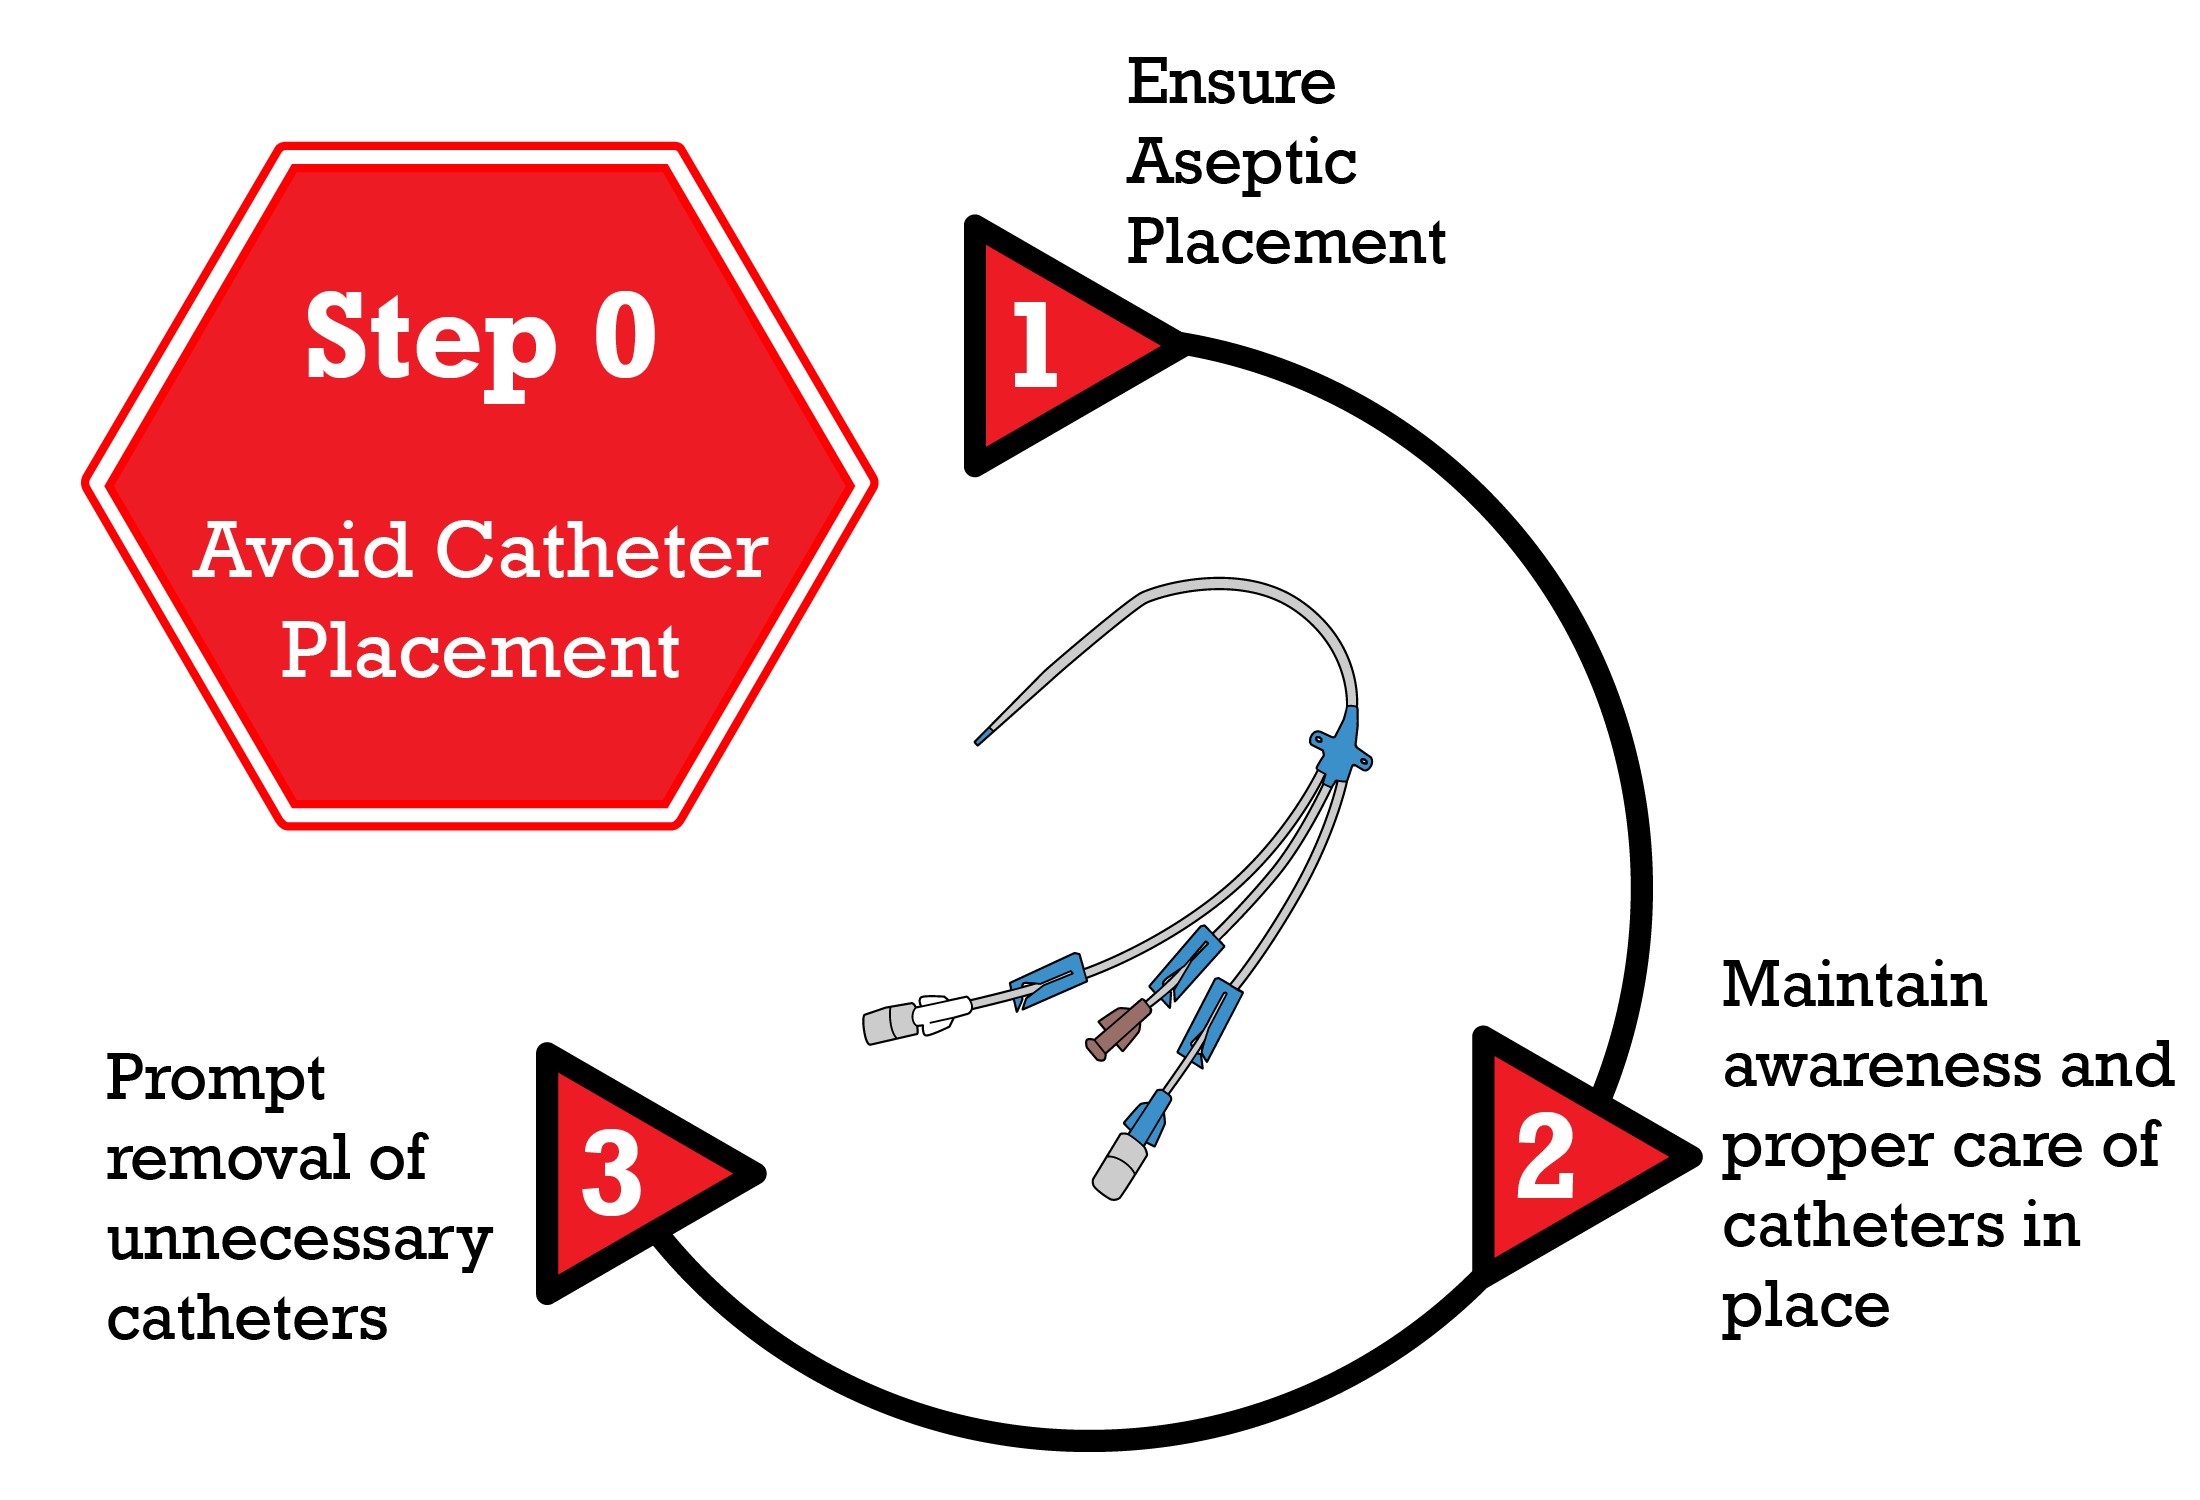 Step 0
Avoid Catheter
Placement
Ensure
Aseptic
Placement
1
Maintain
awareness and
proper care of
catheters in
place
2
Prompt
removal of
unnecessary
catheters
3